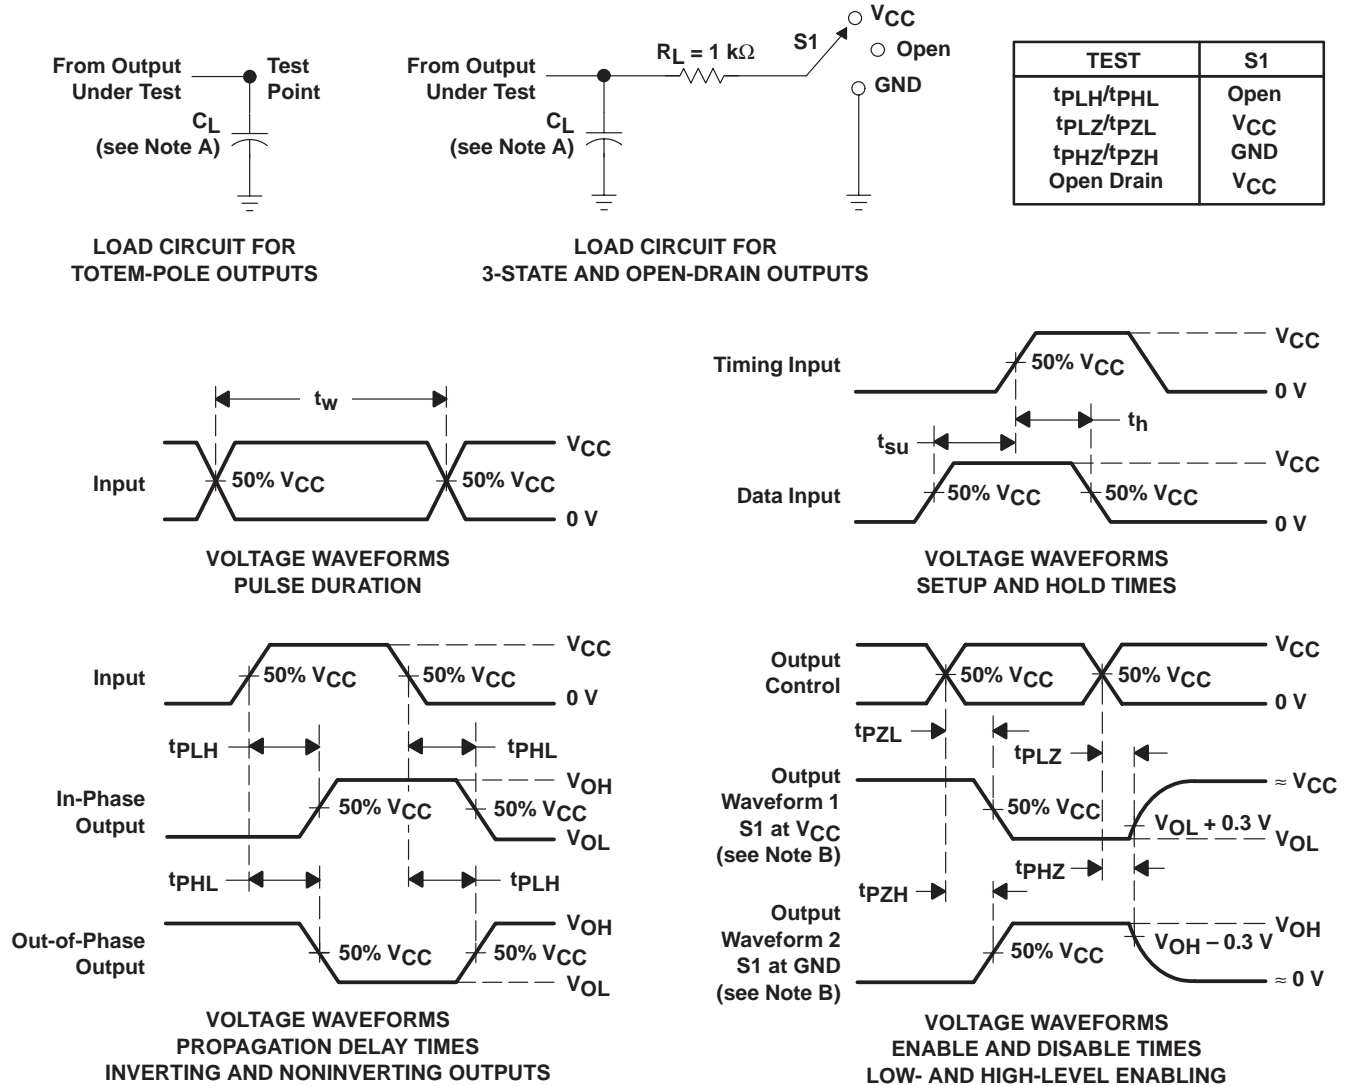 From Output
Under Test
Test
Point
CL
(see Note A)
LOAD CIRCUIT FOR
TOTEM-POLE OUTPUTS
From Output
Under Test
RL = 1 kΩ
S1
VCC
Open
GND
CL
(see Note A)
LOAD CIRCUIT FOR
3-STATE AND OPEN-DRAIN OUTPUTS
TEST S1
tPLH/tPHL Open
tPLZ/tPZL VCC
tPHZ/tPZH GND
Open Drain VCC
tw
Input
50% VCC
50% VCC
VCC
0 V
VOLTAGE WAVEFORMS
PULSE DURATION
Timing Input
50% VCC
VCC
0 V
tsu
th
Data Input
50% VCC
50% VCC
VCC
0 V
VOLTAGE WAVEFORMS
SETUP AND HOLD TIMES
Input
50% VCC
50% VCC
VCC
0 V
tPLH
tPHL
In-Phase
Output
50% VCC
50% VCC
VOH
VOL
tPHL
tPLH
Out-of-Phase
Output
50% VCC
50% VCC
VOH
VOL
VOLTAGE WAVEFORMS
PROPAGATION DELAY TIMES
INVERTING AND NONINVERTING OUTPUTS
Output
Control
50% VCC
50% VCC
VCC
0 V
tPZL
tPLZ
Output
Waveform 1
S1 at VCC
(see Note B)
50% VCC
≈ VCC
VOL + 0.3 V
VOL
tPHZ
tPZH
Output
Waveform 2
S1 at GND
(see Note B)
50% VCC
VOH
VOH – 0.3 V
≈ 0 V
VOLTAGE WAVEFORMS
ENABLE AND DISABLE TIMES
LOW- AND HIGH-LEVEL ENABLING